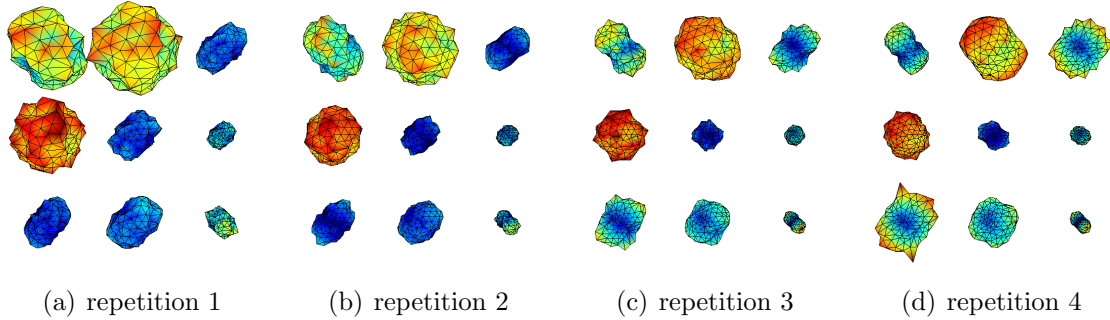 (a) repetition 1
(b) repetition 2
(c) repetition 3
(d) repetition 4